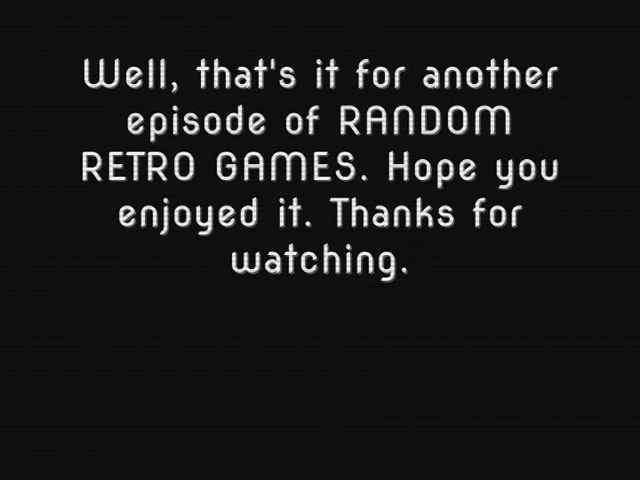 Well, that's it for another
episode of RANDOM
RETRO GAMES. Hope you
enjoyed it. Thanks for
watching.